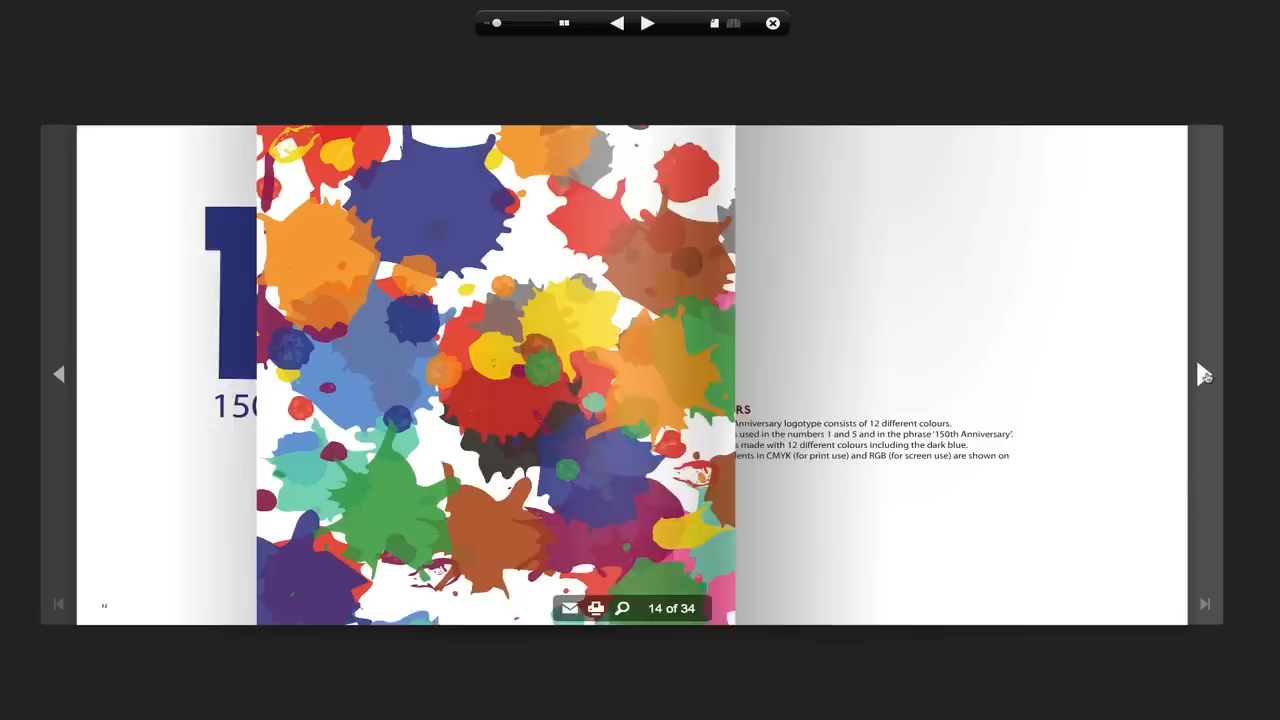 1
150
RS
Anniversary logotype consists of 12 different colours.
used in the numbers 1 and 5 and in the phrase '150th Anniversary'.
made with 12 different colours including the dark blue.
ents in CMYK (for print use) and RGB (for screen use) are shown on
14 of 34